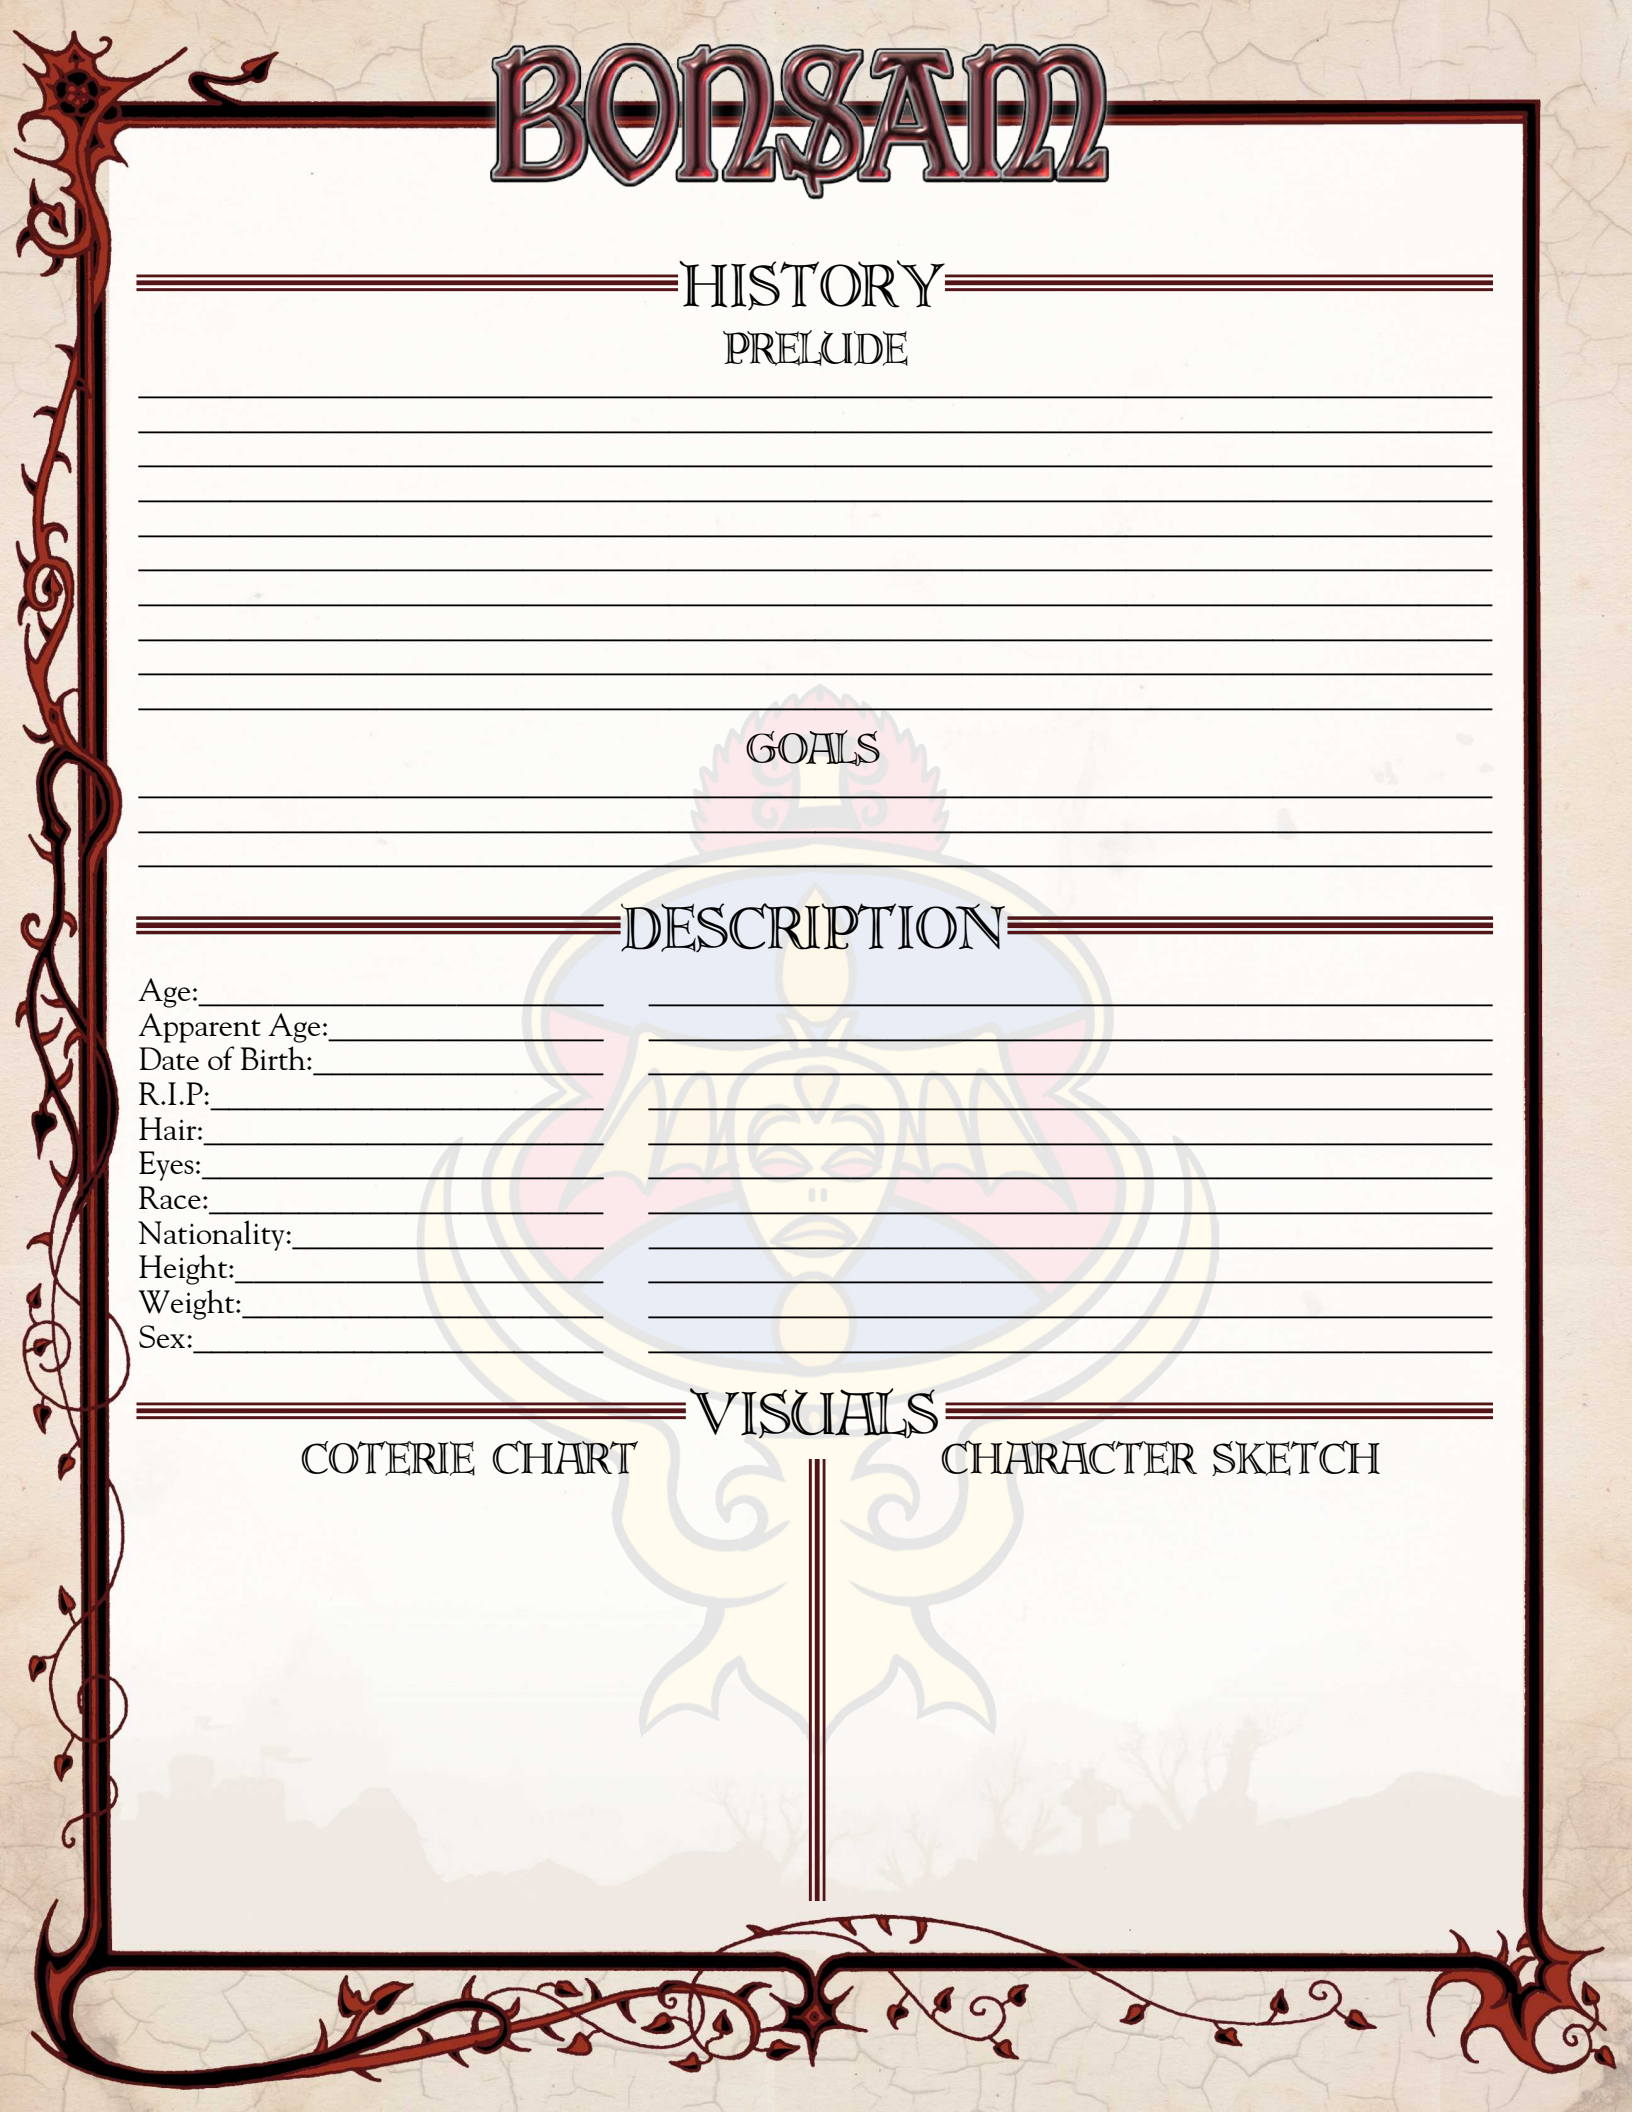 BONSAM
HISTORY
PRELUDE
GOALS
DESCRIPTION
Age:
Apparent Age:
Date of Birth:
R.I.P:
Hair:
Eyes:
Race:
Nationality:
Height:
Weight:
Sex:
VISUALS
COTERIE CHART
CHARACTER SKETCH